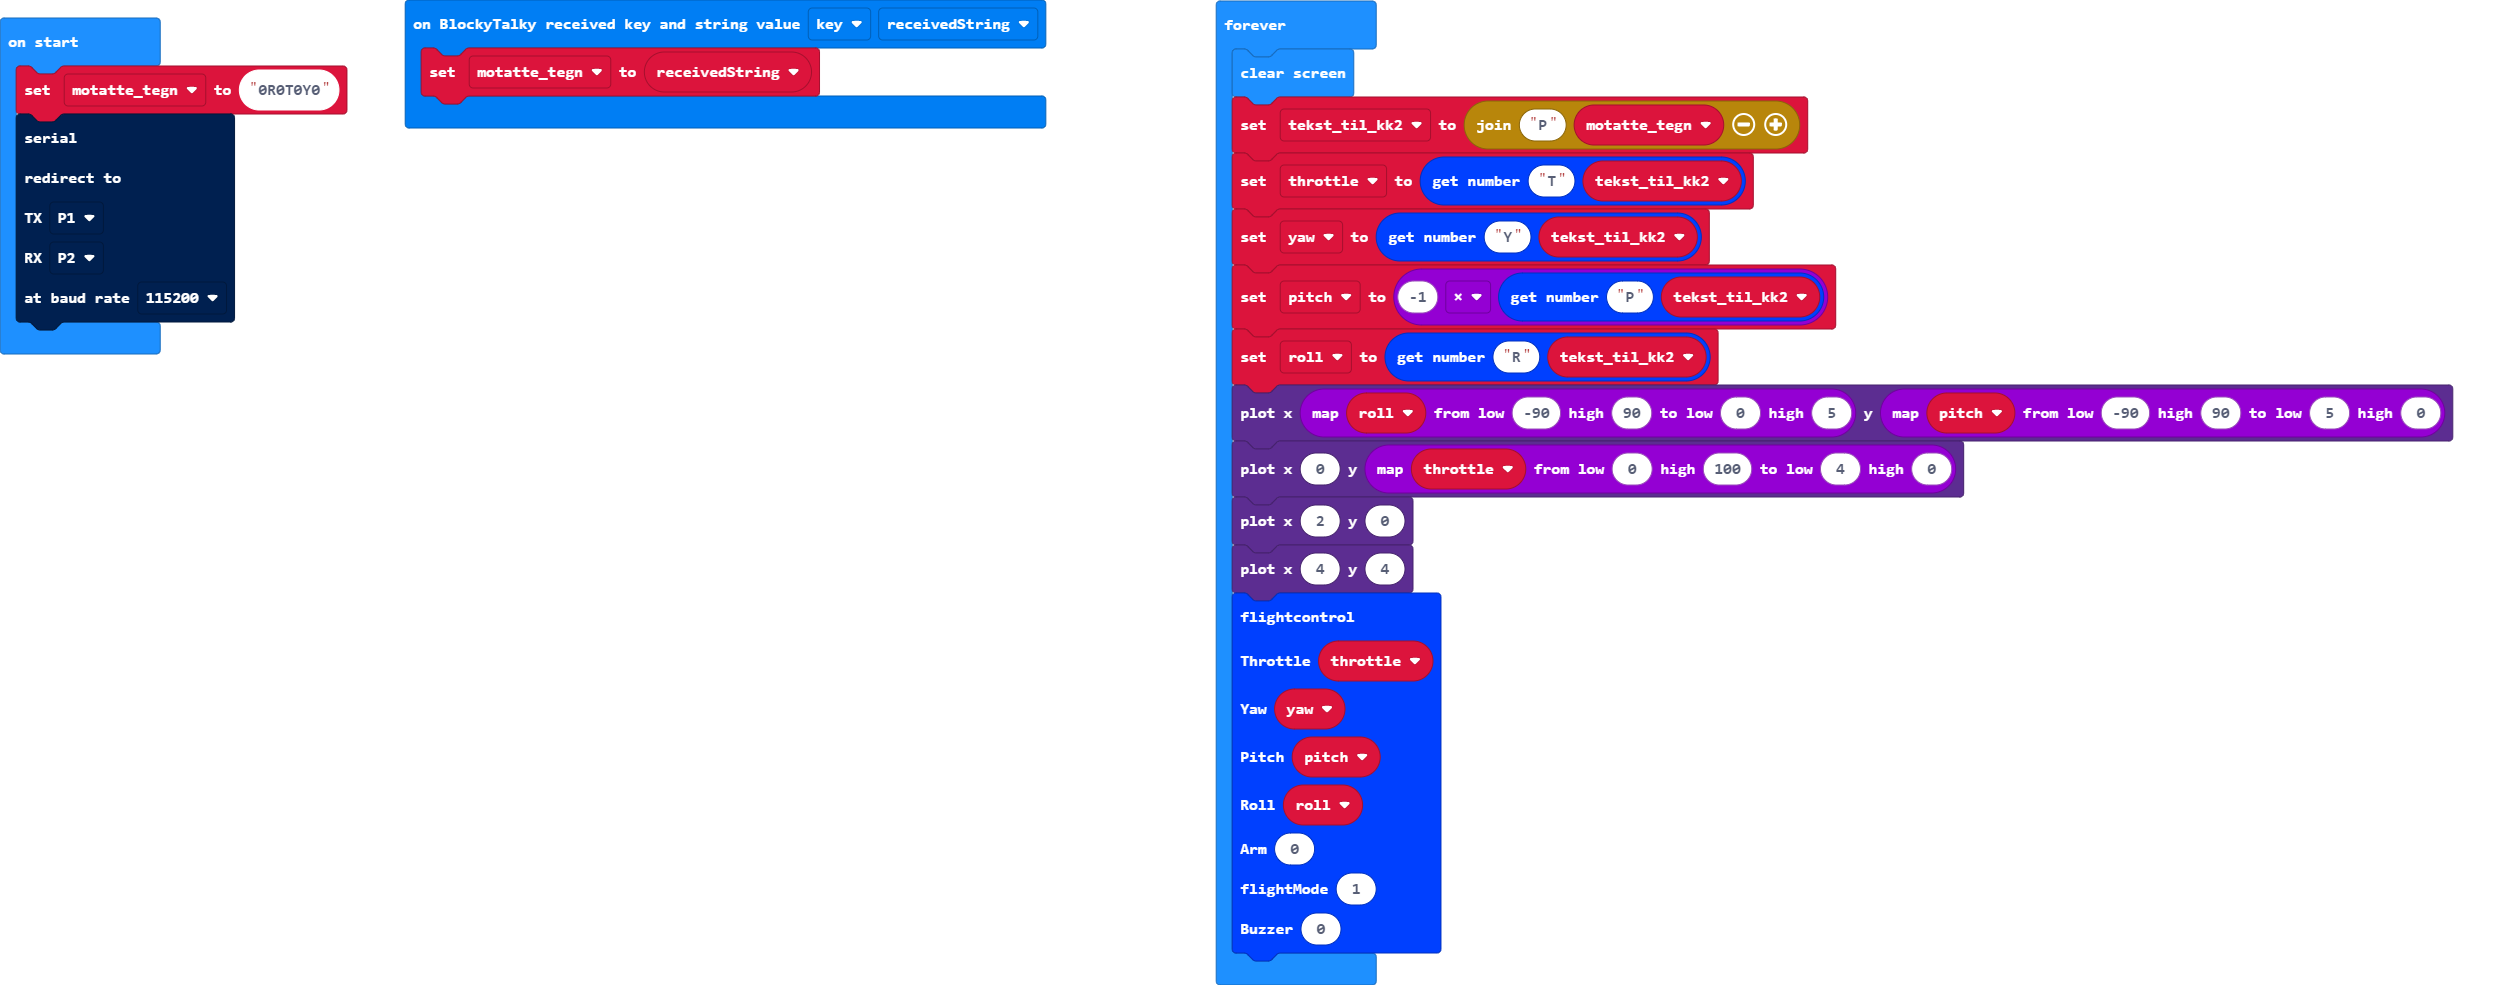 on start
set motatte_tegn to "0R0T0Y0"
serial
redirect to
TX P1
RX P2
at baud rate 115200
on BlockyTalky received key and string value key receivedString
set motatte_tegn to receivedString
forever
clear screen
set tekst_til_kk2 to join "P" motatte_tegn
set throttle to get number "T" tekst_til_kk2
set yaw to get number "Y" tekst_til_kk2
set pitch to -1 × get number "P" tekst_til_kk2
set roll to get number "R" tekst_til_kk2
plot x map roll from low -90 high 90 to low 0 high 5 y map pitch from low -90 high 90 to low 5 high 0
plot x 0 y map throttle from low 0 high 100 to low 4 high 0
plot x 2 y 0
plot x 4 y 4
flightcontrol
Throttle throttle
Yaw yaw
Pitch pitch
Roll roll
Arm 0
flightMode 1
Buzzer 0